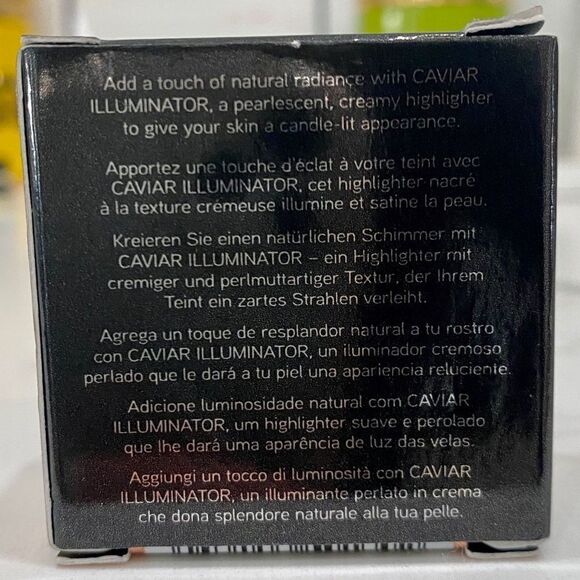 Add a touch of natural radiance with CAVIAR
ILLUMINATOR, a pearlescent, creamy highlighter
to give your skin a candle-lit appearance.
Apportez une touche d'éclat à votre teint avec
CAVIAR ILLUMINATOR, cet highlighter nacré
à la texture crémeuse illumine et satine la peau.
Kreieren Sie einen natürlichen Schimmer mit
CAVIAR ILLUMINATOR – ein Highlighter mit
cremiger und perlmuttartiger Textur, der Ihrem
Teint ein zartes Strahlen verleiht.
Agrega un toque de resplandor natural a tu rostro
con CAVIAR ILLUMINATOR, un iluminador cremoso
perlado que le dará a tu piel una apariencia reluciente.
Adicione luminosidade natural com CAVIAR
ILLUMINATOR, um highlighter suave e perolado
que lhe dará uma aparência de luz das velas.
Aggiungi un tocco di luminosità con CAVIAR
ILLUMINATOR, un illuminante perlato in crema
che dona splendore naturale alla tua pelle.